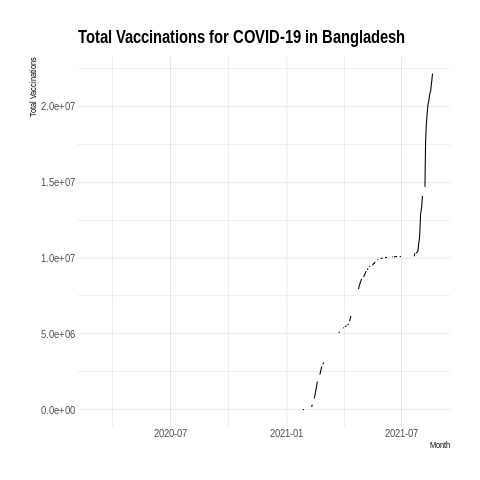 Total Vaccinations for COVID-19 in Bangladesh
Total Vaccinations
2.0e+07
1.5e+07
1.0e+07
5.0e+06
0.0e+00
2020-07
2021-01
2021-07
Month